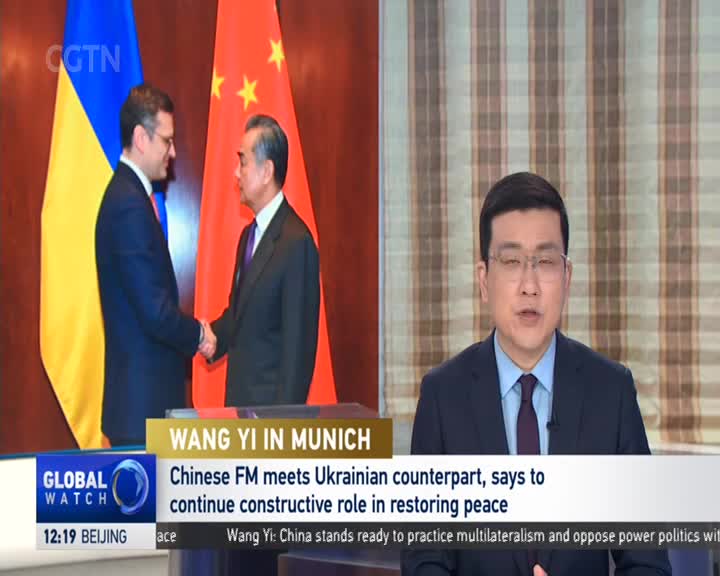 CGTN
WANG YI IN MUNICH
GLOBAL
WATCH
Chinese FM meets Ukrainian counterpart, says to
continue constructive role in restoring peace
12:19 BEIJING
ace Wang Yi: China stands ready to practice multilateralism and oppose power politics wit